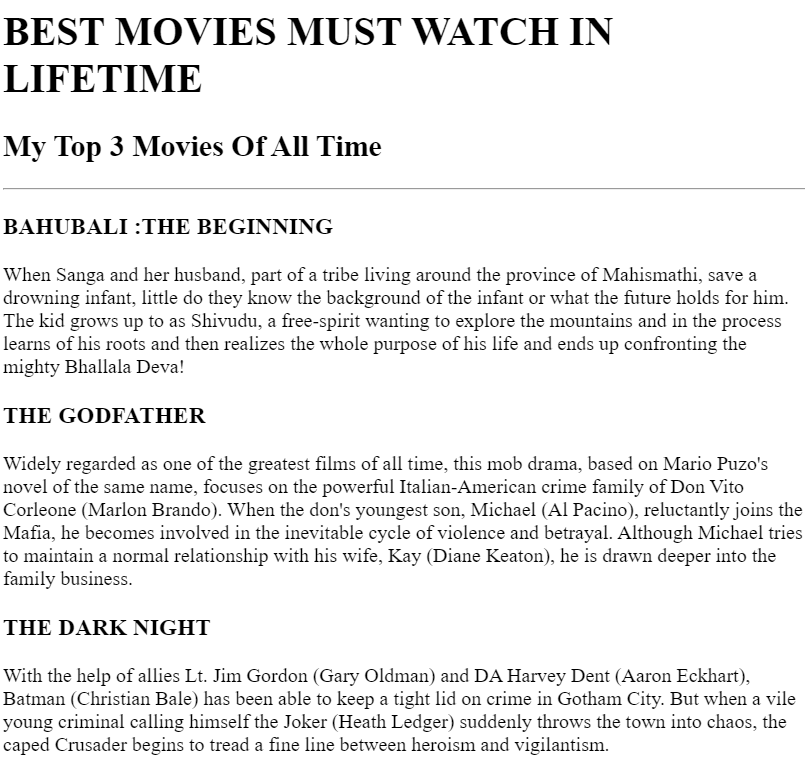 BEST MOVIES MUST WATCH IN
LIFETIME
My Top 3 Movies Of All Time
BAHUBALI :THE BEGINNING
When Sanga and her husband, part of a tribe living around the province of Mahismathi, save a
drowning infant, little do they know the background of the infant or what the future holds for him.
The kid grows up to as Shivudu, a free-spirit wanting to explore the mountains and in the process
learns of his roots and then realizes the whole purpose of his life and ends up confronting the
mighty Bhallala Deva!
THE GODFATHER
Widely regarded as one of the greatest films of all time, this mob drama, based on Mario Puzo's
novel of the same name, focuses on the powerful Italian-American crime family of Don Vito
Corleone (Marlon Brando). When the don's youngest son, Michael (Al Pacino), reluctantly joins the
Mafia, he becomes involved in the inevitable cycle of violence and betrayal. Although Michael tries
to maintain a normal relationship with his wife, Kay (Diane Keaton), he is drawn deeper into the
family business.
THE DARK NIGHT
With the help of allies Lt. Jim Gordon (Gary Oldman) and DA Harvey Dent (Aaron Eckhart),
Batman (Christian Bale) has been able to keep a tight lid on crime in Gotham City. But when a vile
young criminal calling himself the Joker (Heath Ledger) suddenly throws the town into chaos, the
caped Crusader begins to tread a fine line between heroism and vigilantism.